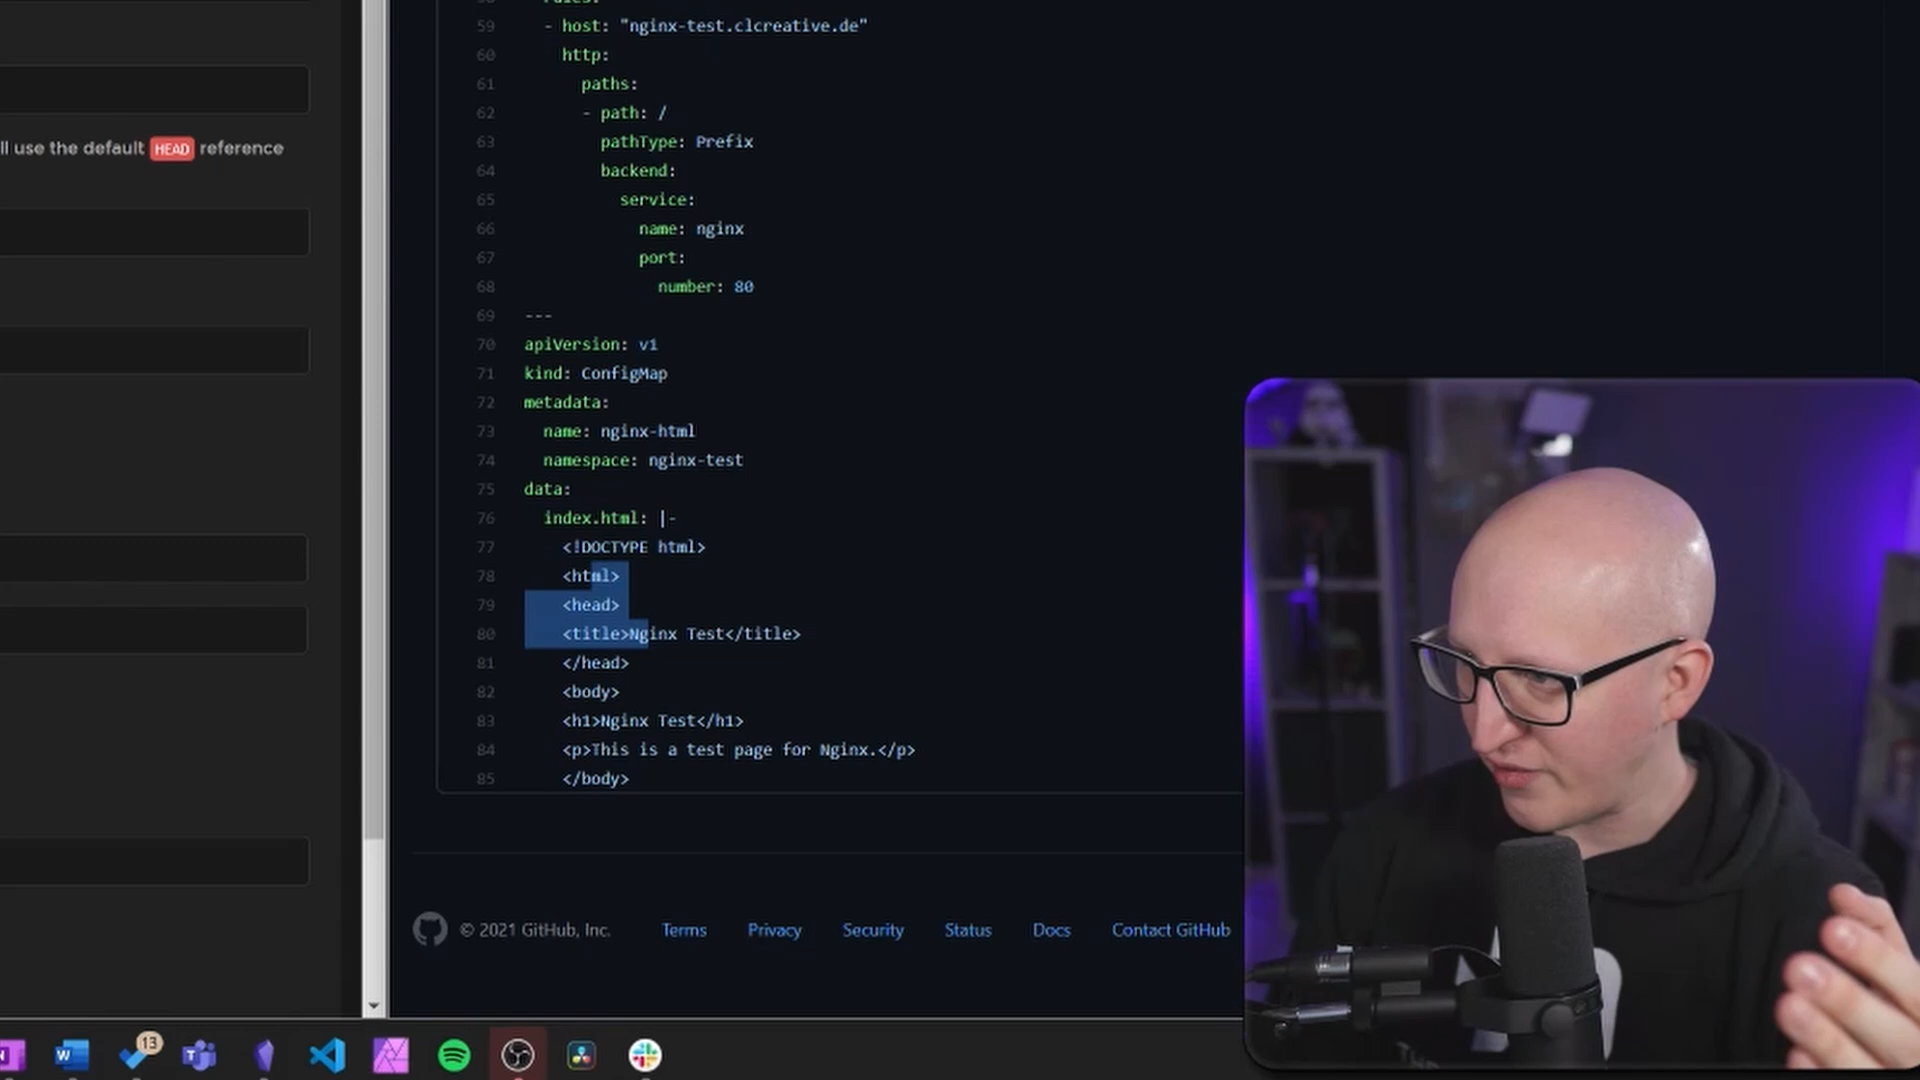 ll use the default HEAD reference
59 - host: "nginx-test.clcreative.de"
60 http:
61 paths:
62 - path: /
63 pathType: Prefix
64 backend:
65 service:
66 name: nginx
67 port:
68 number: 80
69 ---
70 apiVersion: v1
71 kind: ConfigMap
72 metadata:
73 name: nginx-html
74 namespace: nginx-test
75 data:
76 index.html: |-
77 <!DOCTYPE html>
78 <html>
79 <head>
80 <title>Nginx Test</title>
81 </head>
82 <body>
83 <h1>Nginx Test</h1>
84 <p>This is a test page for Nginx.</p>
85 </body>
© 2021 GitHub, Inc. Terms Privacy Security Status Docs Contact GitHub
N W 13 T